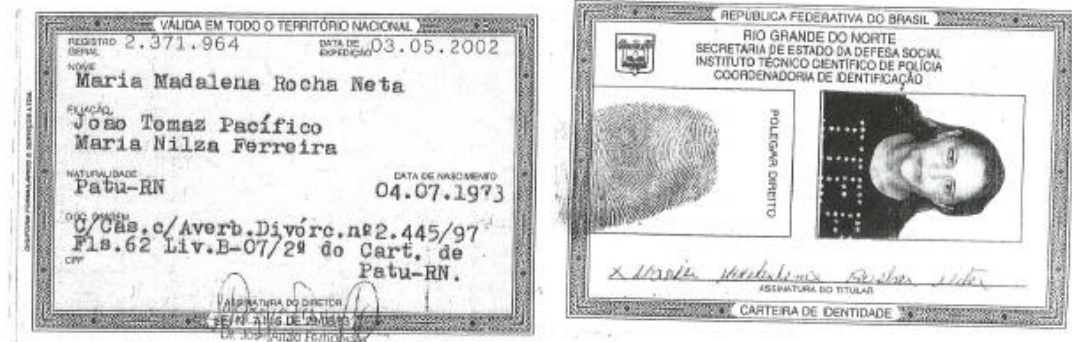 VÁLIDA EM TODO O TERRITÓRIO NACIONAL
REGISTRO GERAL 2.371.964 DATA DE EXPEDIÇÃO 03.05.2002
NOME
Maria Madalena Rocha Neta
FILIAÇÃO
Joao Tomaz Pacífico
Maria Nilza Ferreira
NATURALIDADE DATA DE NASCIMENTO
Patu-RN 04.07.1973
DOC. ORIGEM
C/Cas.c/Averb.Divórc.nº2.445/97
Fls.62 Liv.B-07/2º do Cart. de
Patu-RN.
CPF
ASSINATURA DO DIRETOR
REPÚBLICA FEDERATIVA DO BRASIL
RIO GRANDE DO NORTE
SECRETARIA DE ESTADO DA DEFESA SOCIAL
INSTITUTO TÉCNICO CIENTÍFICO DE POLÍCIA
COORDENADORIA DE IDENTIFICAÇÃO
POLEGAR DIREITO
ASSINATURA DO TITULAR
CARTEIRA DE IDENTIDADE